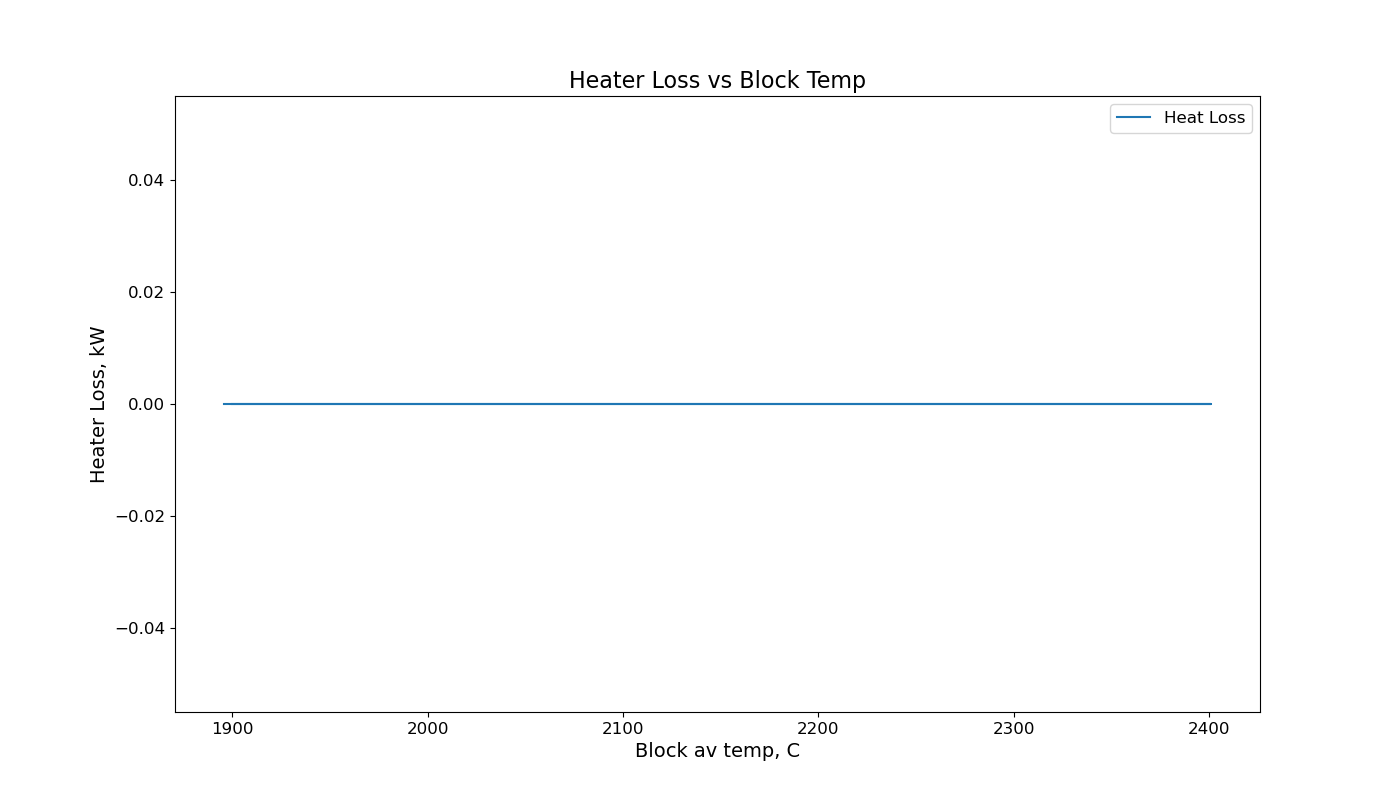 Heater Loss vs Block Temp
Heat Loss
0.04
0.02
0.00
−0.02
−0.04
Heater Loss, kW
1900 2000 2100 2200 2300 2400
Block av temp, C